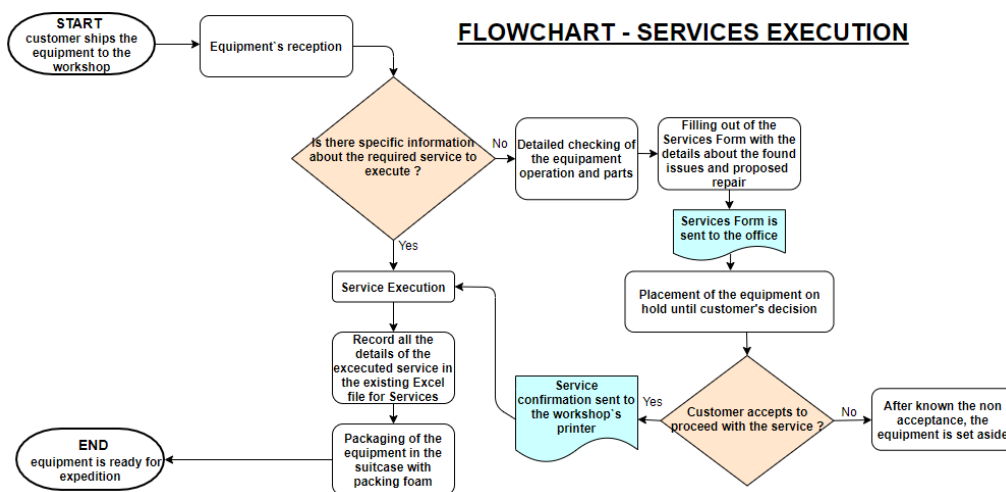 FLOWCHART - SERVICES EXECUTION
START
customer ships the
equipment to the
workshop
Equipment`s reception
Is there specific information
about the required service to
execute ?
No
Detailed checking of
the equipament
operation and parts
Filling out of the
Services Form with the
details about the found
issues and proposed
repair
Services Form is
sent to the office
Placement of the equipment on
hold until customer's decision
Customer accepts to
proceed with the service ?
No
After known the non
acceptance, the
equipment is set aside
Yes
Service
confirmation sent to
the workshop`s
printer
Yes
Service Execution
Record all the
details of the
excecuted service in
the existing Excel
file for Services
Packaging of the
equipment in the
suitcase with
packing foam
END
equipment is ready for
expedition